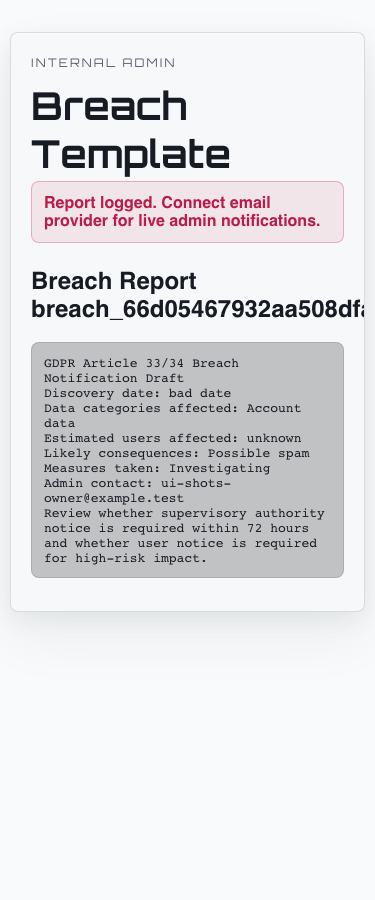 INTERNAL ADMIN
Breach
Template
Report logged. Connect email
provider for live admin notifications.
Breach Report
breach_66d05467932aa508dfa
GDPR Article 33/34 Breach
Notification Draft
Discovery date: bad date
Data categories affected: Account
data
Estimated users affected: unknown
Likely consequences: Possible spam
Measures taken: Investigating
Admin contact: ui-shots-
owner@example.test
Review whether supervisory authority
notice is required within 72 hours
and whether user notice is required
for high-risk impact.